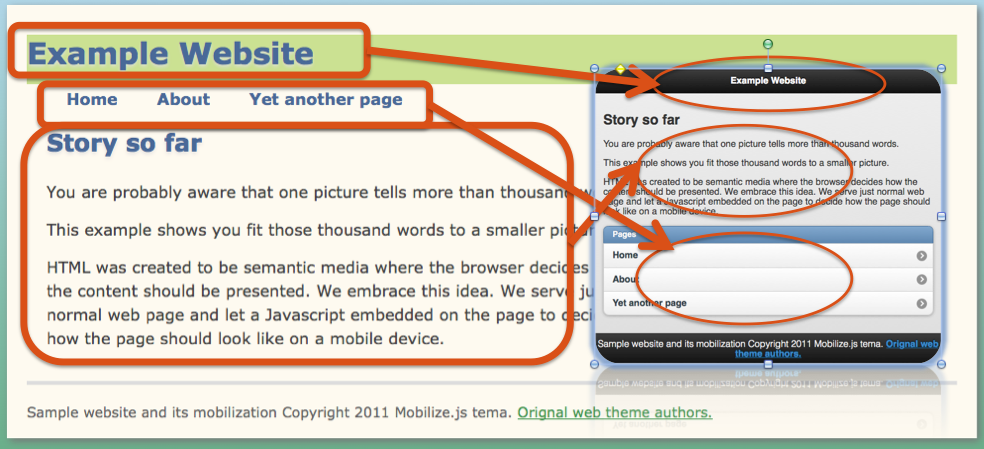 Example Website
Home About Yet another page
Story so far
You are probably aware that one picture tells more than thousand w
This example shows you fit those thousand words to a smaller pictur
HTML was created to be semantic media where the browser decides
the content should be presented. We embrace this idea. We serve ju
normal web page and let a Javascript embedded on the page to deci
how the page should look like on a mobile device.
Sample website and its mobilization Copyright 2011 Mobilize.js tema. Orignal web theme authors.
Example Website
Story so far
You are probably aware that one picture tells more than thousand words.
This example shows you fit those thousand words to a smaller picture.
HTML was created to be semantic media where the browser decides how the
content should be presented. We embrace this idea. We serve just normal web
page and let a Javascript embedded on the page to decide how the page should
look like on a mobile device.
Pages
Home
About
Yet another page
Sample website and its mobilization Copyright 2011 Mobilize.js tema. Orignal web
theme authors.